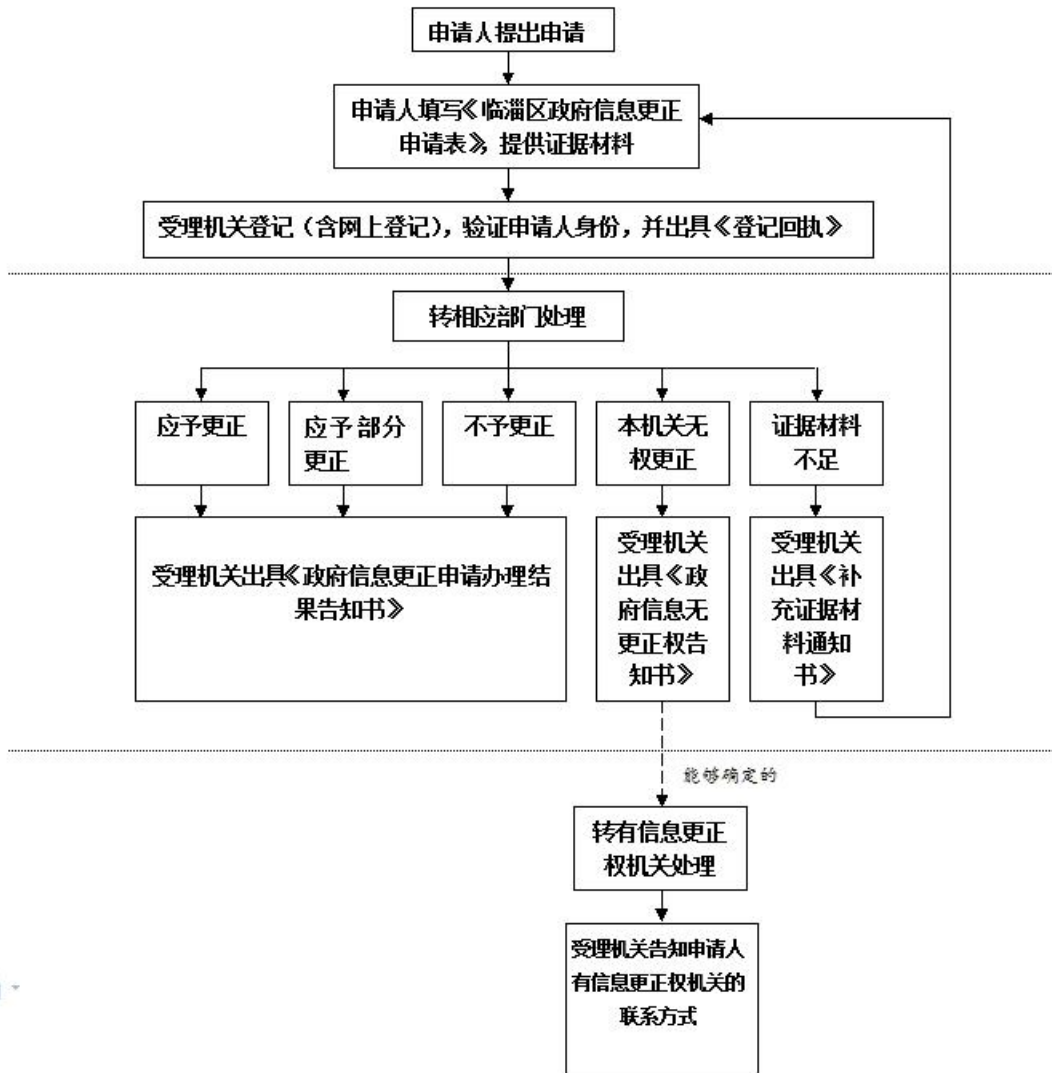 申请人提出申请
申请人填写《临淄区政府信息更正
申请表》，提供证据材料
受理机关登记（含网上登记），验证申请人身份，并出具《登记回执》
转相应部门处理
应予更正
应予部分
更正
不予更正
本机关无
权更正
证据材料
不足
受理机关出具《政府信息更正申请办理结
果告知书》
受理机关
出具《政
府信息无
更正权告
知书》
受理机关
出具《补
充证据材
料通知
书》
能够确定的
转有信息更正
权机关处理
受理机关告知申请人
有信息更正权机关的
联系方式